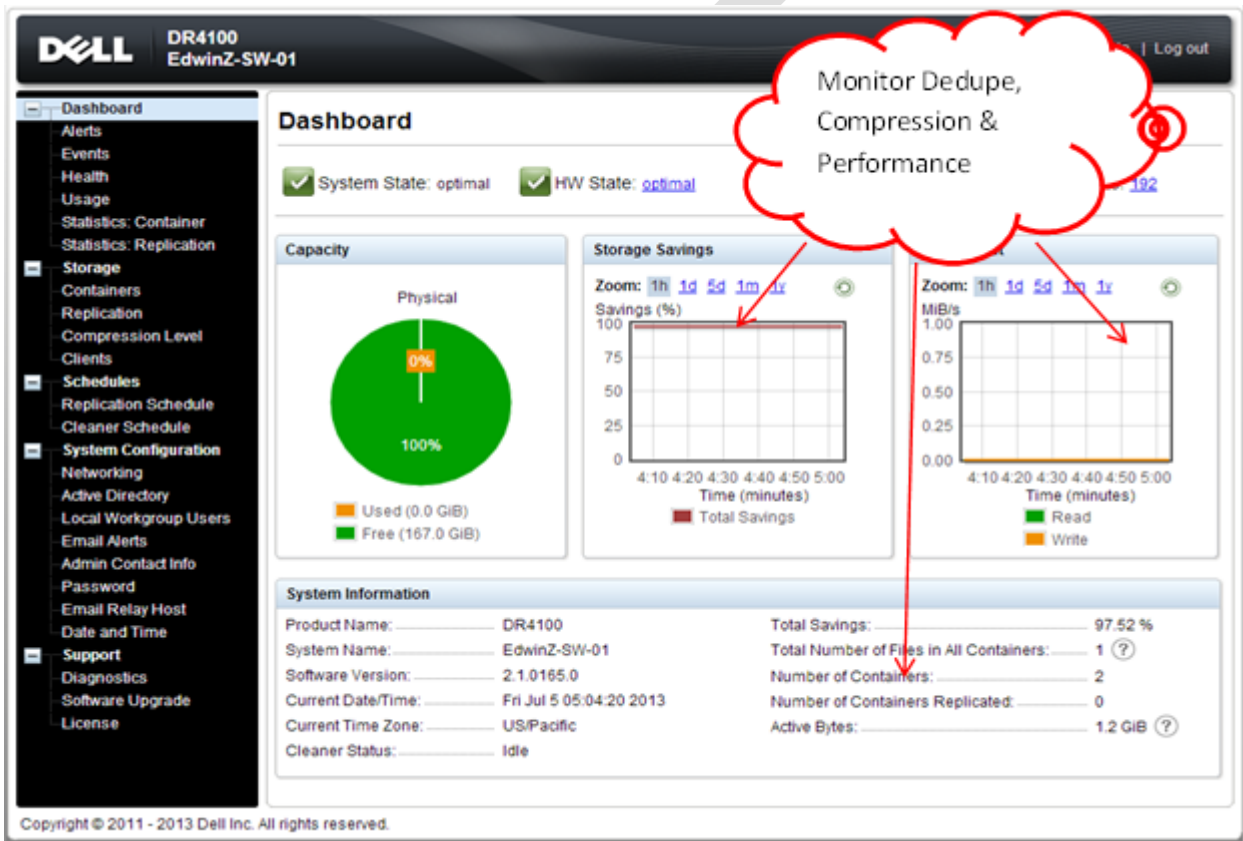 DELL
DR4100
EdwinZ-SW-01
| Log out
Monitor Dedupe,
Compression &
Performance
Dashboard
Alerts
Events
Health
Usage
Statistics: Container
Statistics: Replication
Storage
Containers
Replication
Compression Level
Clients
Schedules
Replication Schedule
Cleaner Schedule
System Configuration
Networking
Active Directory
Local Workgroup Users
Email Alerts
Admin Contact Info
Password
Email Relay Host
Date and Time
Support
Diagnostics
Software Upgrade
License
Dashboard
System State: optimal HW State: optimal 192
Capacity
Physical
0%
100%
Used (0.0 GiB)
Free (167.0 GiB)
Storage Savings
Zoom: 1h 1d 5d 1m 1y
Savings (%)
100
75
50
25
0
4:10 4:20 4:30 4:40 4:50 5:00
Time (minutes)
Total Savings
Zoom: 1h 1d 5d 1m 1y
MiB/s
1.00
0.75
0.50
0.25
0.00
4:10 4:20 4:30 4:40 4:50 5:00
Time (minutes)
Read
Write
System Information
Product Name: DR4100
System Name: EdwinZ-SW-01
Software Version: 2.1.0165.0
Current Date/Time: Fri Jul 5 05:04:20 2013
Current Time Zone: US/Pacific
Cleaner Status: Idle
Total Savings: 97.52 %
Total Number of Files in All Containers: 1 ?
Number of Containers: 2
Number of Containers Replicated: 0
Active Bytes: 1.2 GiB ?
Copyright © 2011 - 2013 Dell Inc. All rights reserved.